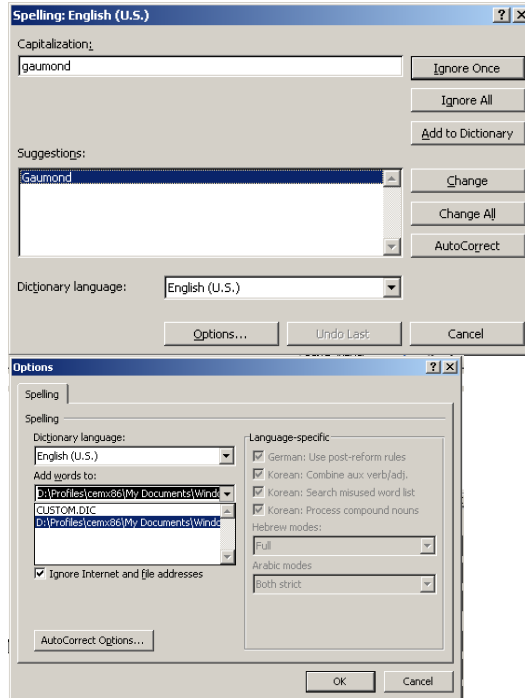 Spelling: English (U.S.)
Capitalization:
gaumond
Ignore Once
Ignore All
Add to Dictionary
Suggestions:
Gaumond
Change
Change All
AutoCorrect
Dictionary language:
English (U.S.)
Options...
Undo Last
Cancel
Options
Spelling
Spelling
Dictionary language:
English (U.S.)
Add words to:
D:\Profiles\cemx86\My Documents\Windo
CUSTOM.DIC
D:\Profiles\cemx86\My Documents\Windo
Ignore Internet and file addresses
AutoCorrect Options...
Language-specific
German: Use post-reform rules
Korean: Combine aux verb/adj.
Korean: Search misused word list
Korean: Process compound nouns
Hebrew modes:
Full
Arabic modes
Both strict
OK
Cancel